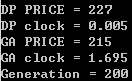 DP PRICE = 227
DP clock = 0.005
GA PRICE = 215
GA clock = 1.695
Generation = 200